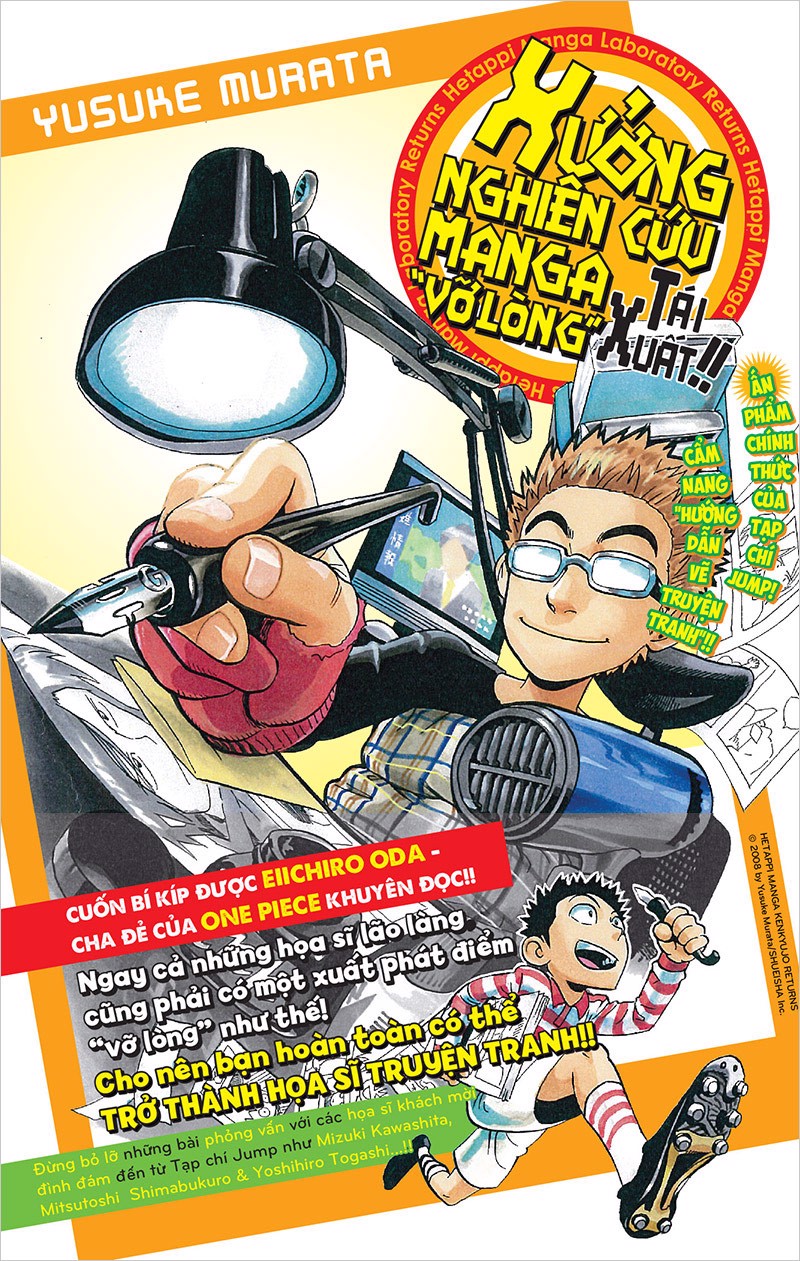 YUSUKE MURATA
Hetappi Manga Laboratory Returns Hetappi Manga
Laboratory Returns
XƯỞNG
NGHIÊN CỨU
MANGA
"VỠ LÒNG"
TÁI
XUẤT!!
ẤN
PHẨM
CHÍNH
THỨC
CỦA
TẠP
CHÍ
JUMP!
CẨM
NANG
"HƯỚNG
DẪN
VẼ
TRUYỆN
TRANH"!!
CUỐN BÍ KÍP ĐƯỢC EIICHIRO ODA -
CHA ĐẺ CỦA ONE PIECE KHUYÊN ĐỌC!!
Ngay cả những họa sĩ lão làng
cũng phải có một xuất phát điểm
"vỡ lòng" như thế!
Cho nên bạn hoàn toàn có thể
TRỞ THÀNH HỌA SĨ TRUYỆN TRANH!!
Đừng bỏ lỡ những bài phỏng vấn với các họa sĩ khách mời
đình đám đến từ Tạp chí Jump như Mizuki Kawashita,
Mitsutoshi Shimabukuro & Yoshihiro Togashi...!!
HETAPPI MANGA KENKYUJO RETURNS
© 2008 by Yusuke Murata/SHUEISHA Inc.